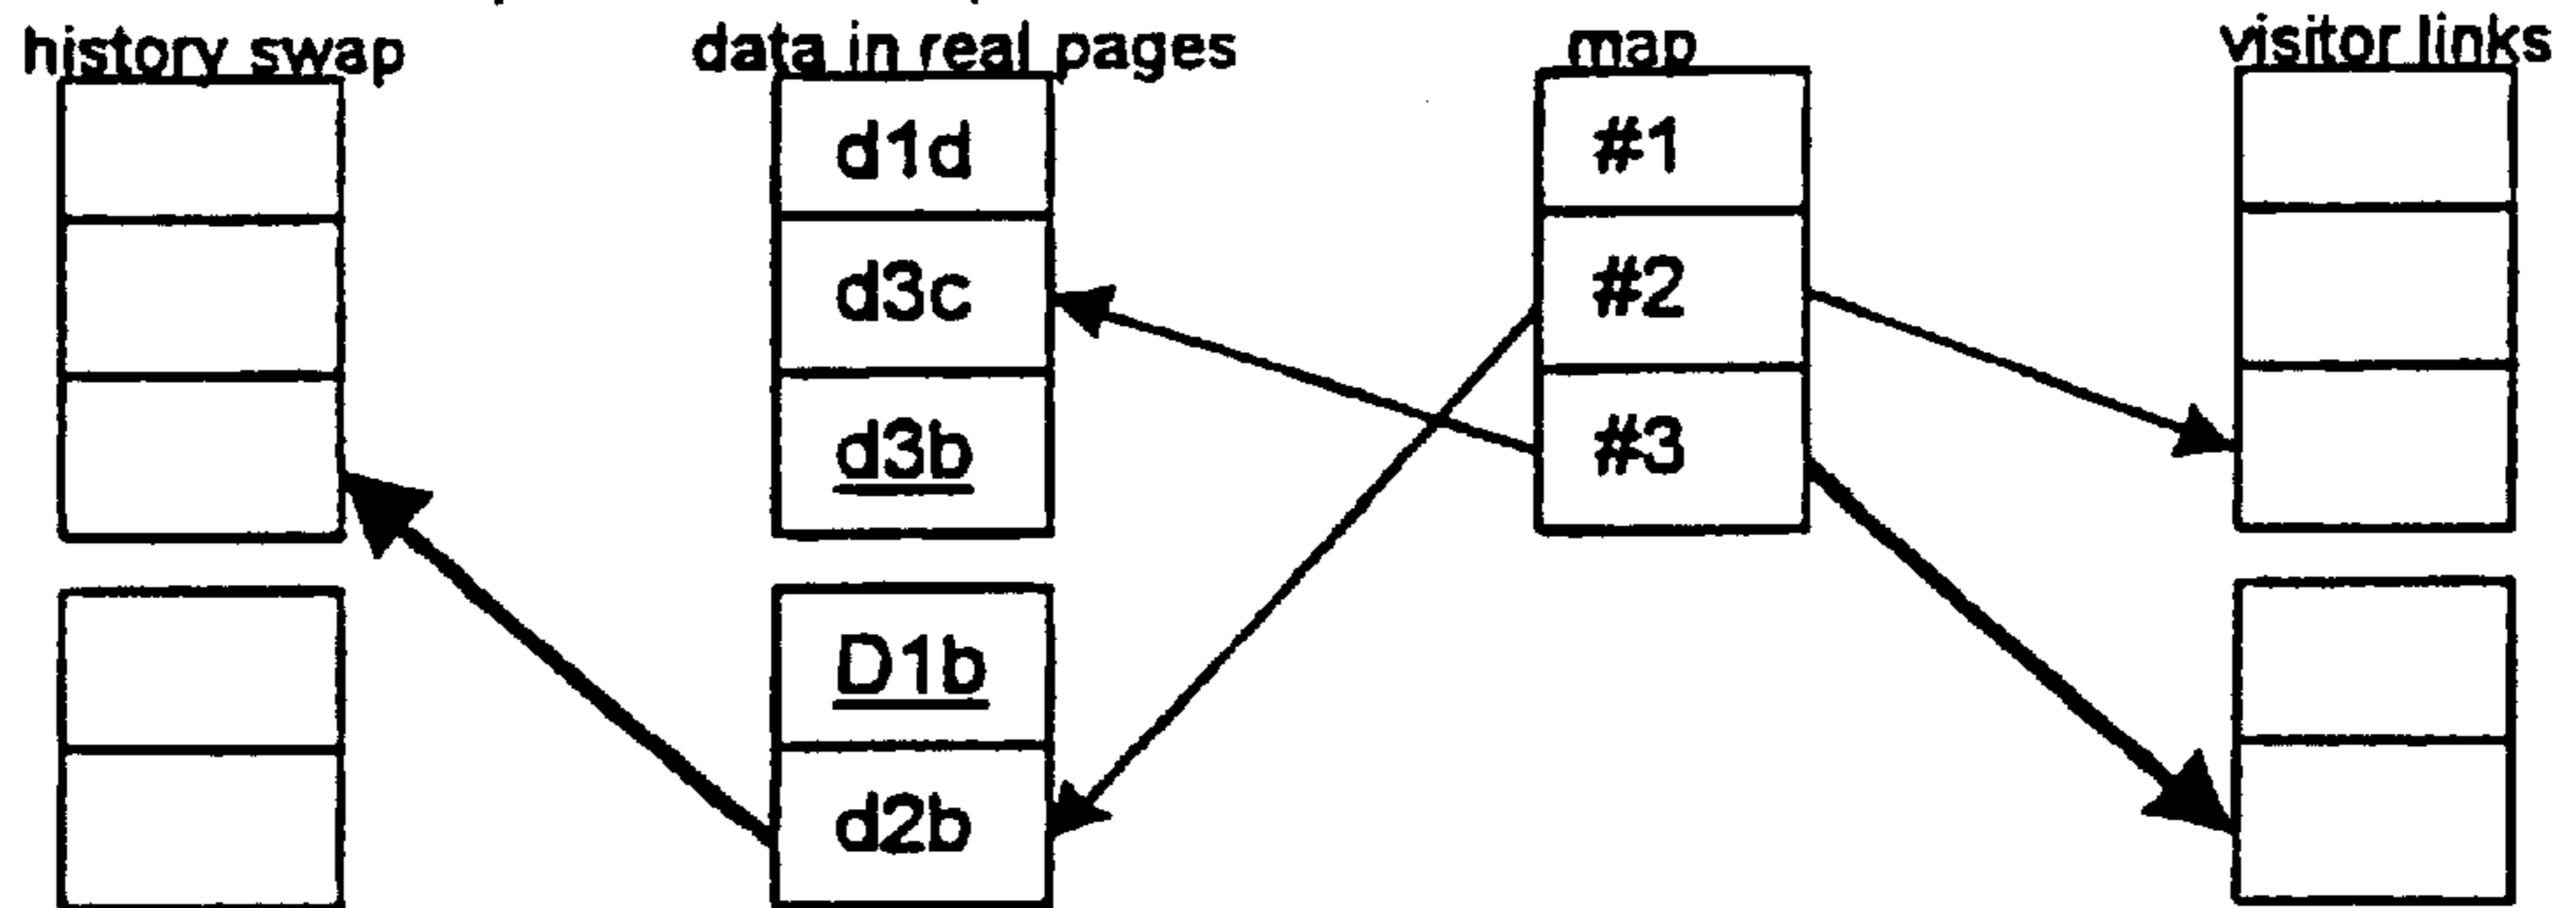 history swap data in real pages map visitor links
d1d #1
d3c #2
d3b #3
D1b
d2b